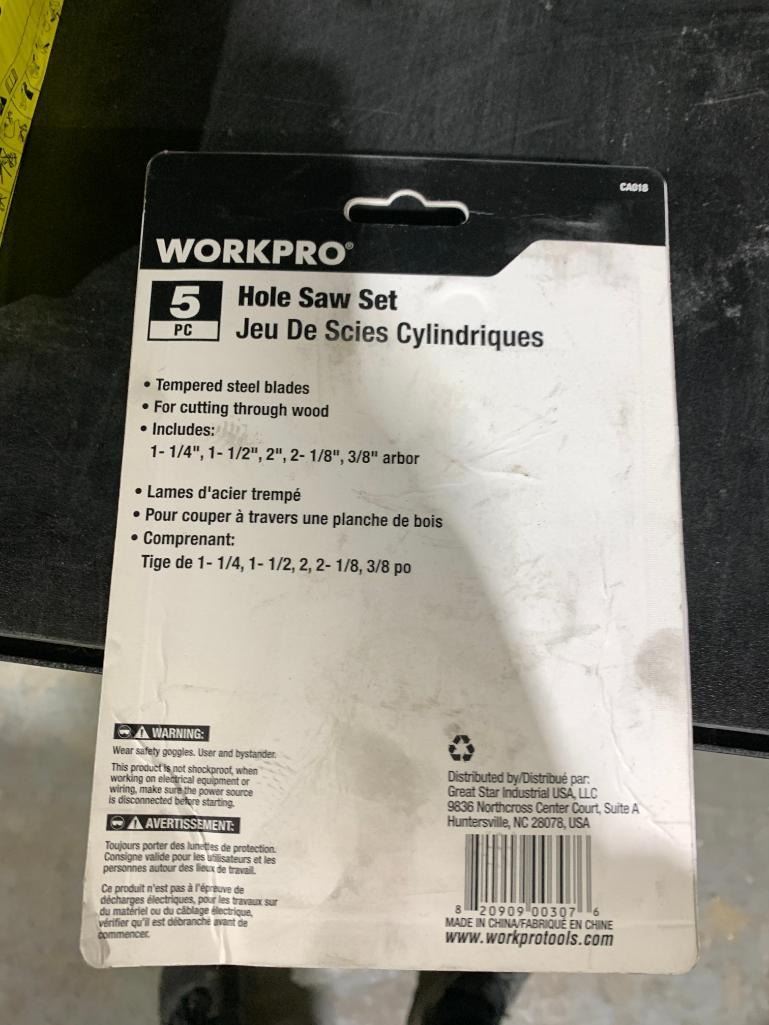 CA018
WORKPRO®
5
PC
Hole Saw Set
Jeu De Scies Cylindriques
• Tempered steel blades
• For cutting through wood
• Includes:
1- 1/4", 1- 1/2", 2", 2- 1/8", 3/8" arbor
• Lames d'acier trempé
• Pour couper à travers une planche de bois
• Comprenant:
Tige de 1- 1/4, 1- 1/2, 2, 2- 1/8, 3/8 po
WARNING:
Wear safety goggles. User and bystander.
This product is not shockproof, when
working on electrical equipment or
wiring, make sure the power source
is disconnected before starting.
AVERTISSEMENT:
Toujours porter des lunettes de protection.
Consigne valide pour les utilisateurs et les
personnes autour des lieux de travail.
Ce produit n'est pas à l'épreuve de
décharges électriques, pour les travaux sur
du matériel ou du câblage électrique,
vérifier qu'il est débranché avant de
commencer.
Distributed by/Distribué par:
Great Star Industrial USA, LLC
9836 Northcross Center Court, Suite A
Huntersville, NC 28078, USA
8 20909 00307 6
MADE IN CHINA/FABRIQUÉ EN CHINE
www.workprotools.com